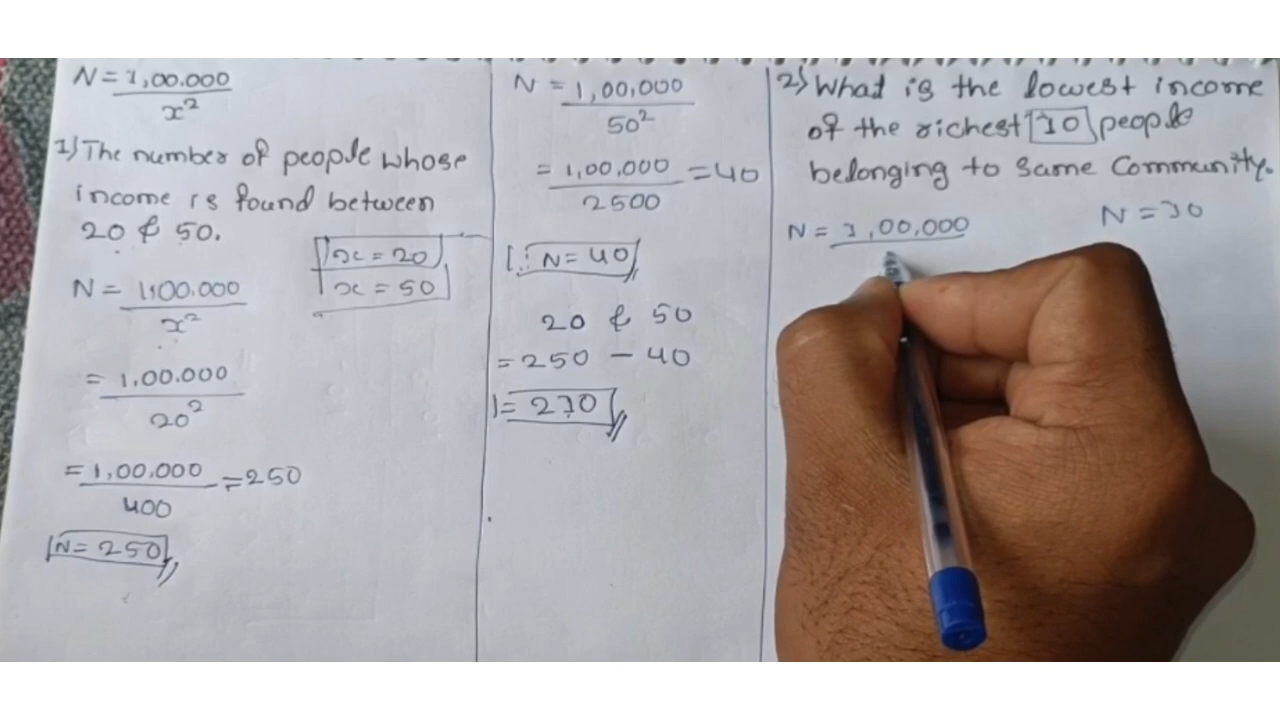 N = 1,00.000
x²
1) The number of people whose
income is found between
20 & 50.
x = 20
x = 50
N = 1,00.000
x²
= 1,00.000
20²
= 1,00,000 = 250
400
N = 250
N = 1,00,000
50²
= 1,00,000 = 40
2500
∴ N = 40
20 & 50
= 250 - 40
= 210
2) What is the lowest income
of the richest 10 people
belonging to same Community.
N = 1,00,000
N = 10